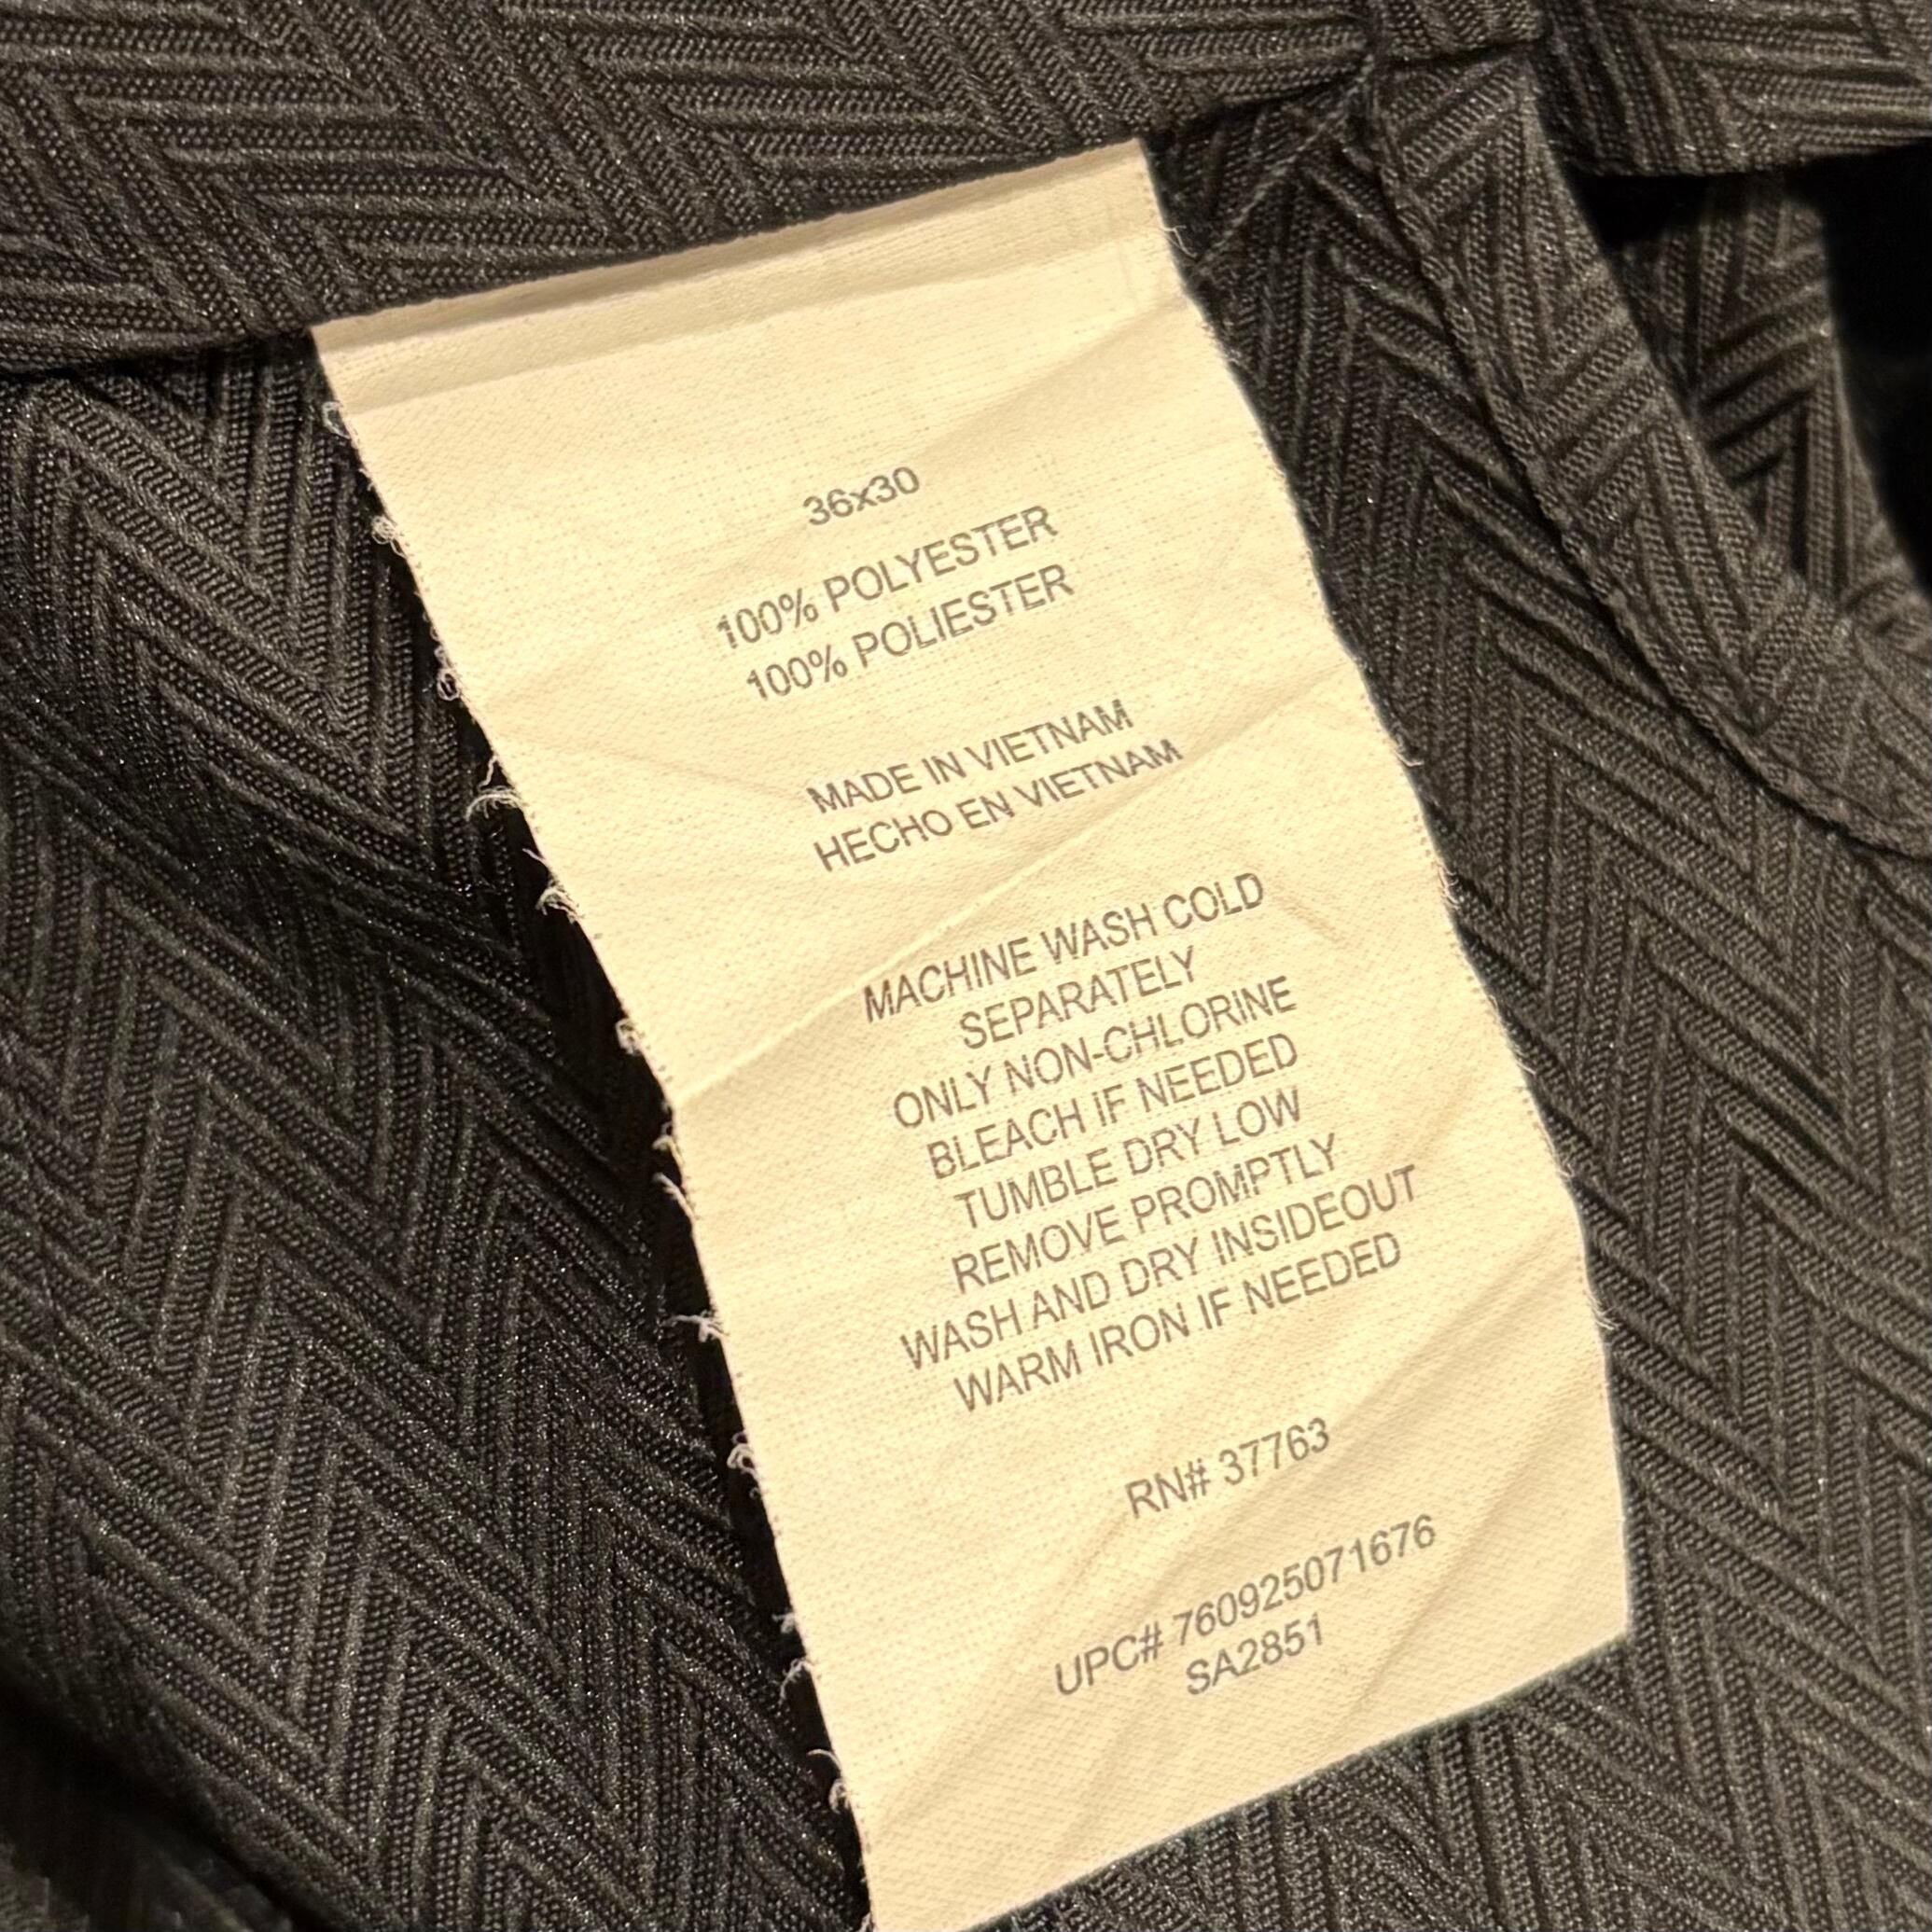 36x30
100% POLYESTER
100% POLIESTER
MADE IN VIETNAM
HECHO EN VIETNAM
MACHINE WASH COLD
SEPARATELY
ONLY NON-CHLORINE
BLEACH IF NEEDED
TUMBLE DRY LOW
REMOVE PROMPTLY
WASH AND DRY INSIDEOUT
WARM IRON IF NEEDED
RN# 37763
UPC# 760925071676
SA2851